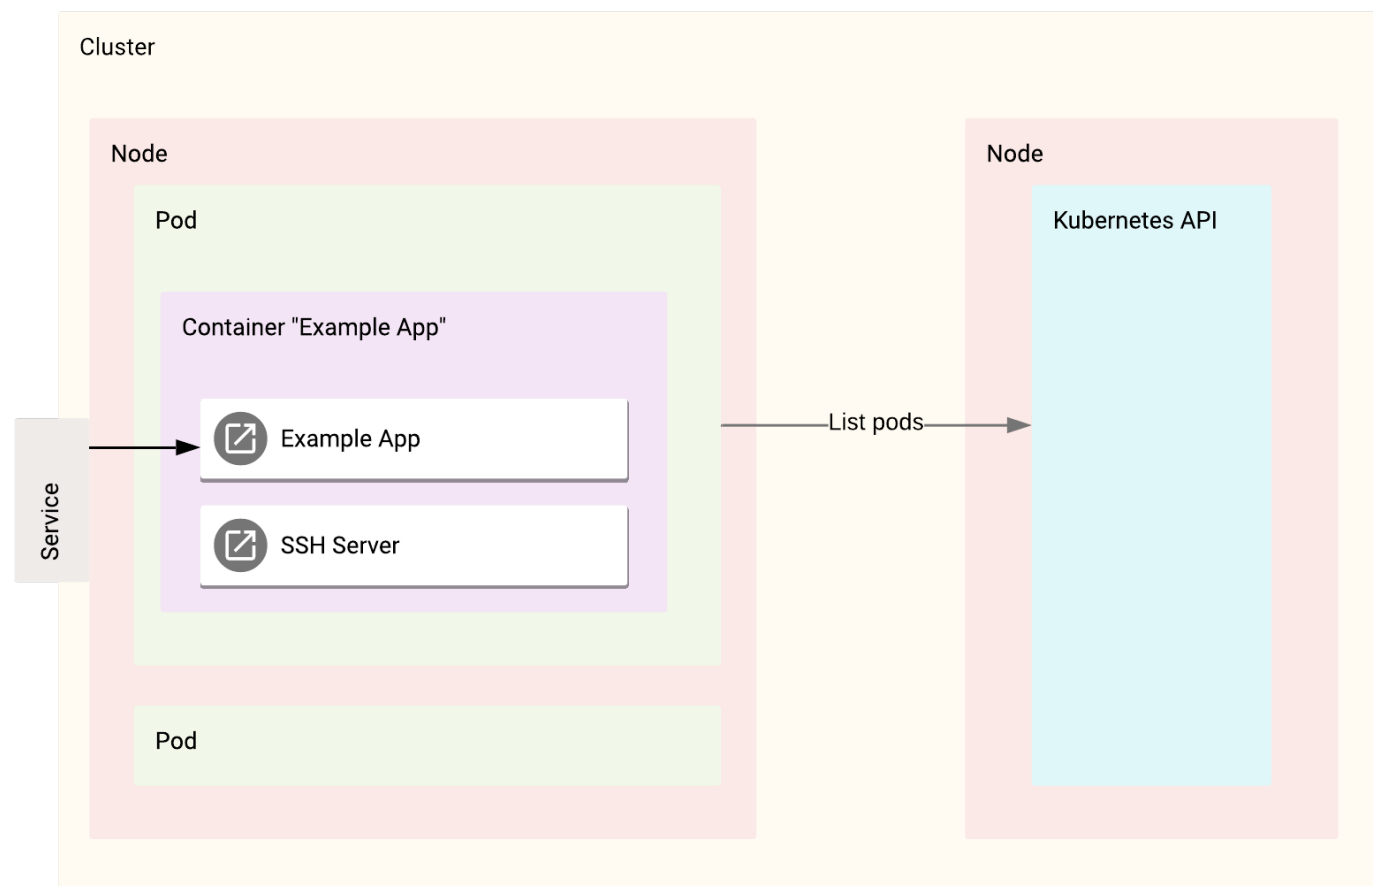 Cluster
Node
Pod
Container "Example App"
Example App
SSH Server
Pod
Service
List pods
Node
Kubernetes API